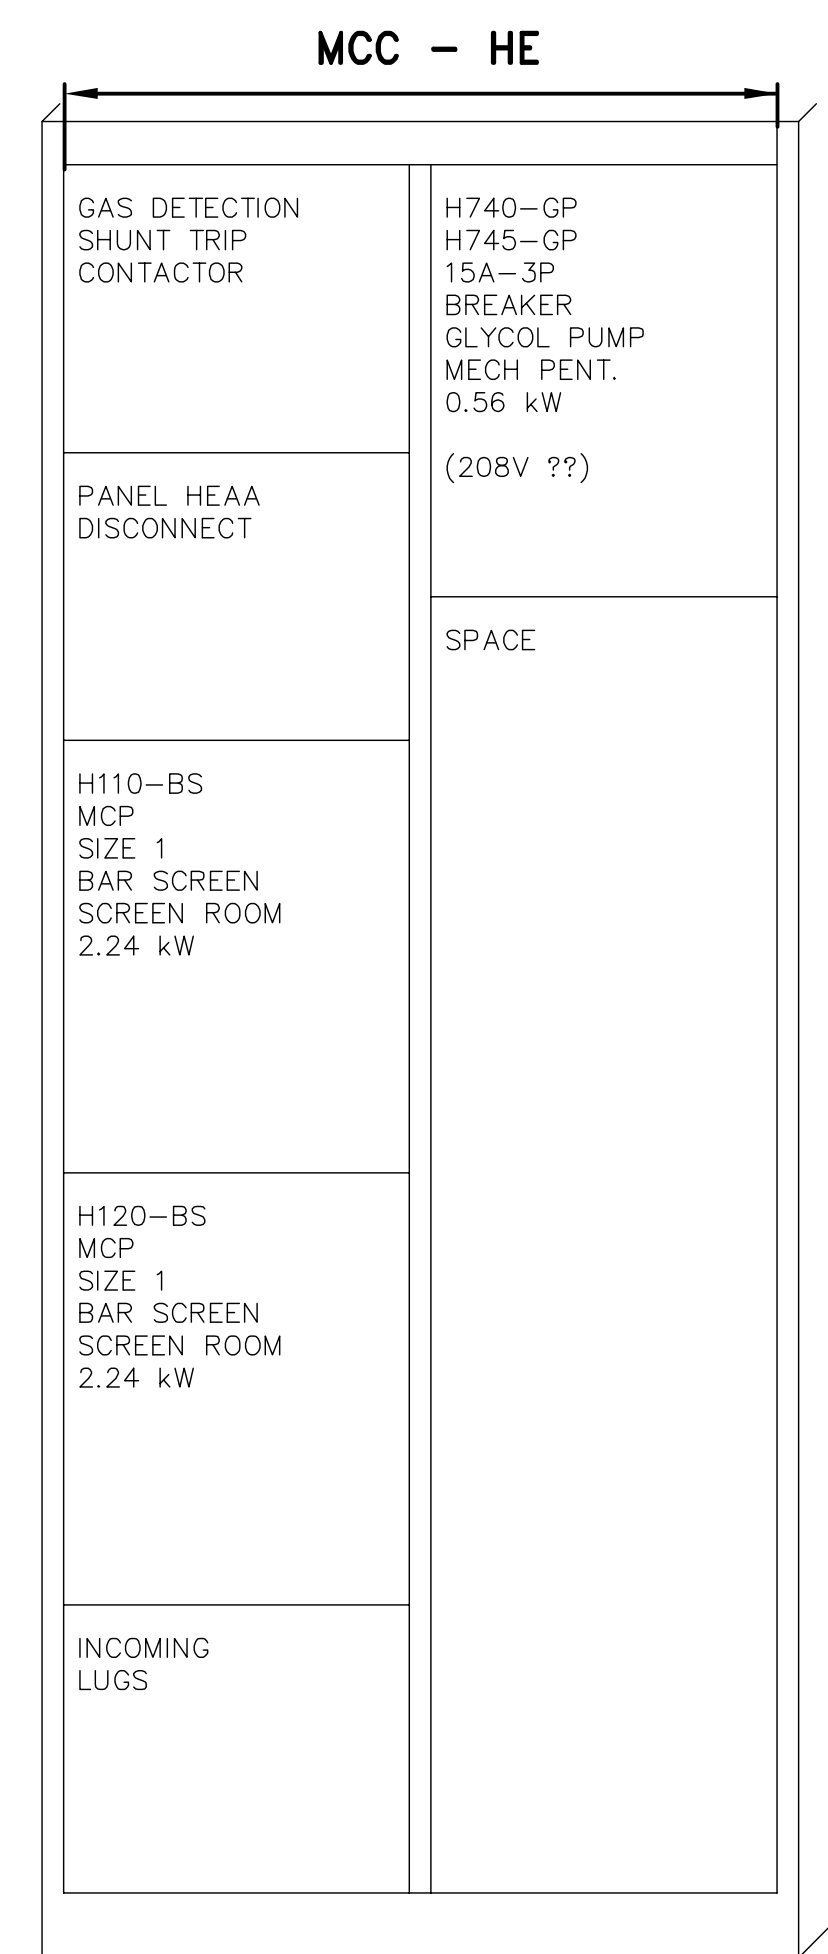 MCC - HE
GAS DETECTION
SHUNT TRIP
CONTACTOR
PANEL HEAA
DISCONNECT
H110-BS
MCP
SIZE 1
BAR SCREEN
SCREEN ROOM
2.24 kW
H120-BS
MCP
SIZE 1
BAR SCREEN
SCREEN ROOM
2.24 kW
INCOMING
LUGS
H740-GP
H745-GP
15A-3P
BREAKER
GLYCOL PUMP
MECH PENT.
0.56 kW
(208V ??)
SPACE